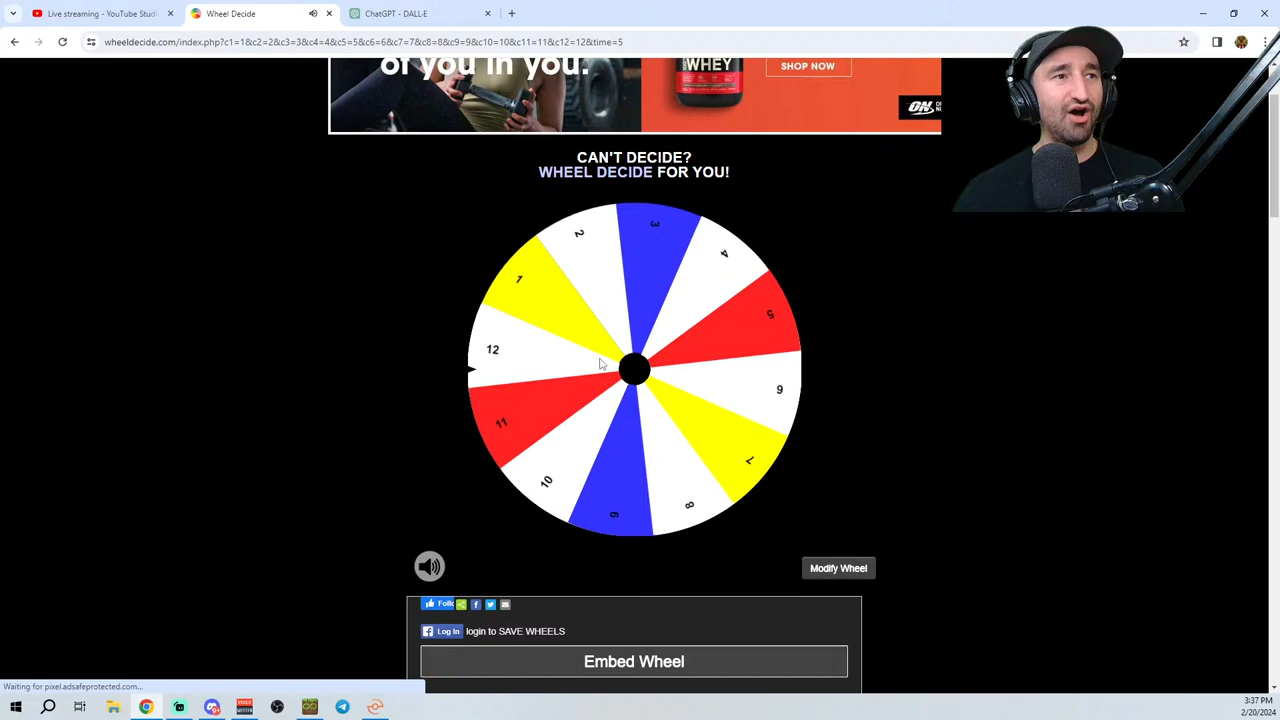 Live streaming - YouTube Studi
Wheel Decide
ChatGPT - DALL-E
wheeldecide.com/index.php?c1=1&c2=2&c3=3&c4=4&c5=5&c6=6&c7=7&c8=8&c9=9&c10=10&c11=11&c12=12&time=5
of you in you.
WHEY
SHOP NOW
ON
CAN'T DECIDE?
WHEEL DECIDE FOR YOU!
1
2
3
4
5
6
7
8
9
10
11
12
Modify Wheel
Follo
Log In login to SAVE WHEELS
Embed Wheel
Waiting for pixel.adsafeprotected.com...
3:37 PM
2/20/2024